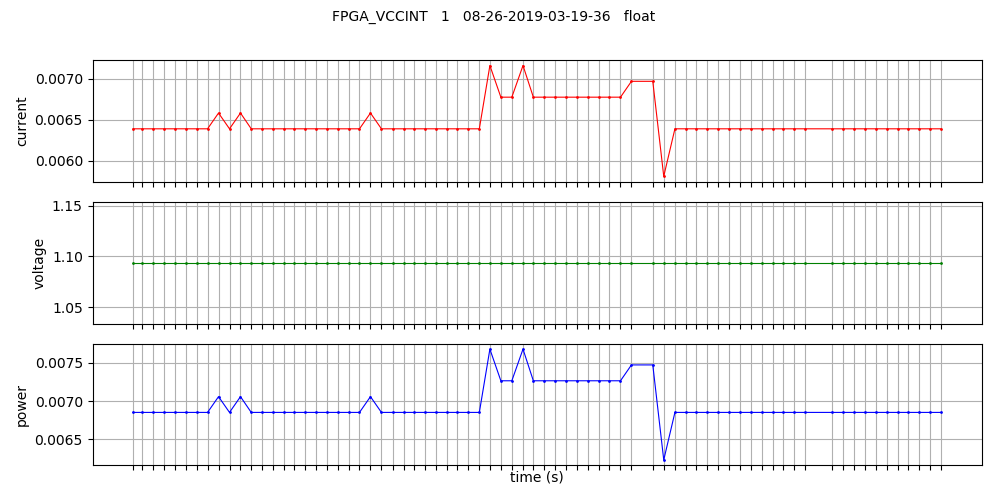 FPGA_VCCINT 1 08-26-2019-03-19-36 float
0.0070
0.0065
0.0060
current
1.15
1.10
1.05
voltage
0.0075
0.0070
0.0065
power
time (s)